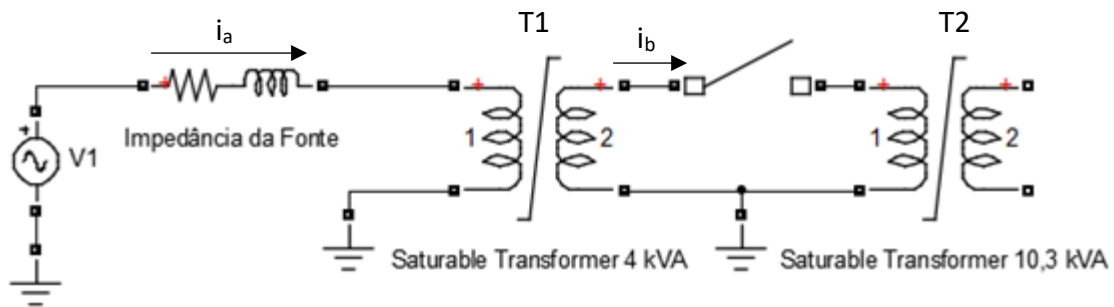 iₐ
T1
i_b
T2
+
+
+
+
+
+
V1
1
2
1
2
Impedância da Fonte
Saturable Transformer 4 kVA
Saturable Transformer 10,3 kVA